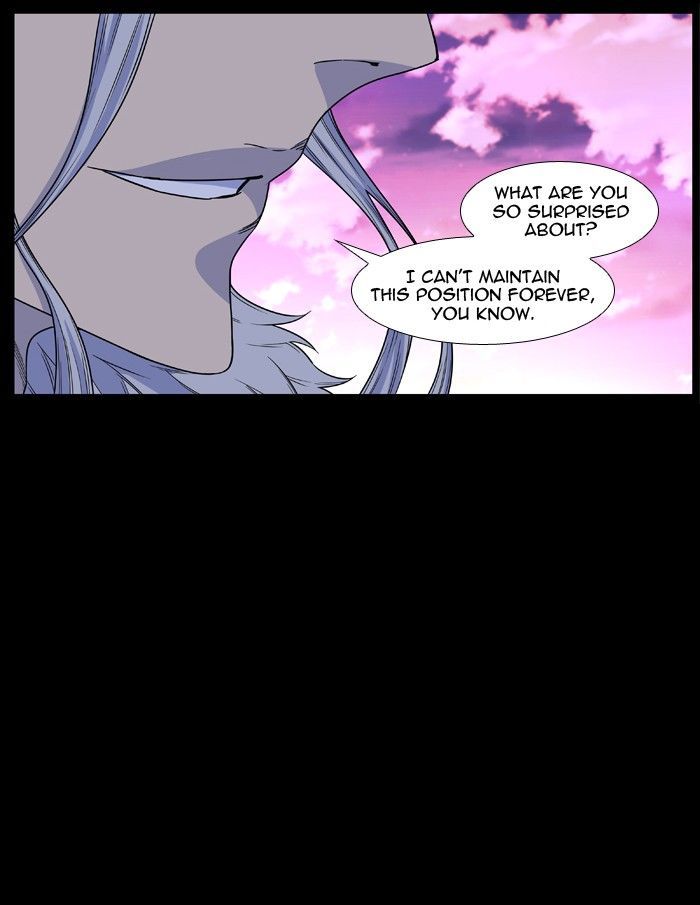 WHAT ARE YOU
SO SURPRISED
ABOUT?
I CAN'T MAINTAIN
THIS POSITION FOREVER,
YOU KNOW.